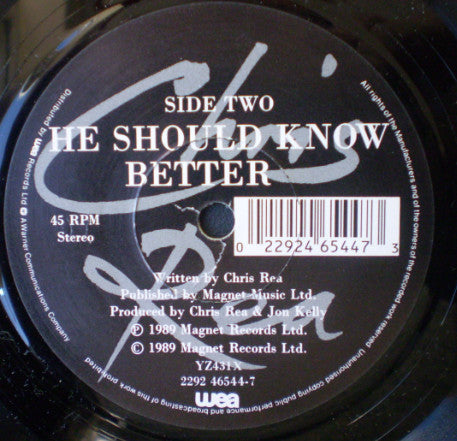 Chris
Rea
SIDE TWO
HE SHOULD KNOW
BETTER
45 RPM
Stereo
0 22924 65447 3
Written by Chris Rea
Published by Magnet Music Ltd.
Produced by Chris Rea & Jon Kelly
℗ 1989 Magnet Records Ltd.
© 1989 Magnet Records Ltd.
YZ431X
2292 46544-7
wea
Distributed by wea Records Ltd A Warner Communications Company
All rights of the Manufacturers and of the owners of the recorded work reserved
Unauthorised copying public performance and broadcasting of this work prohibited